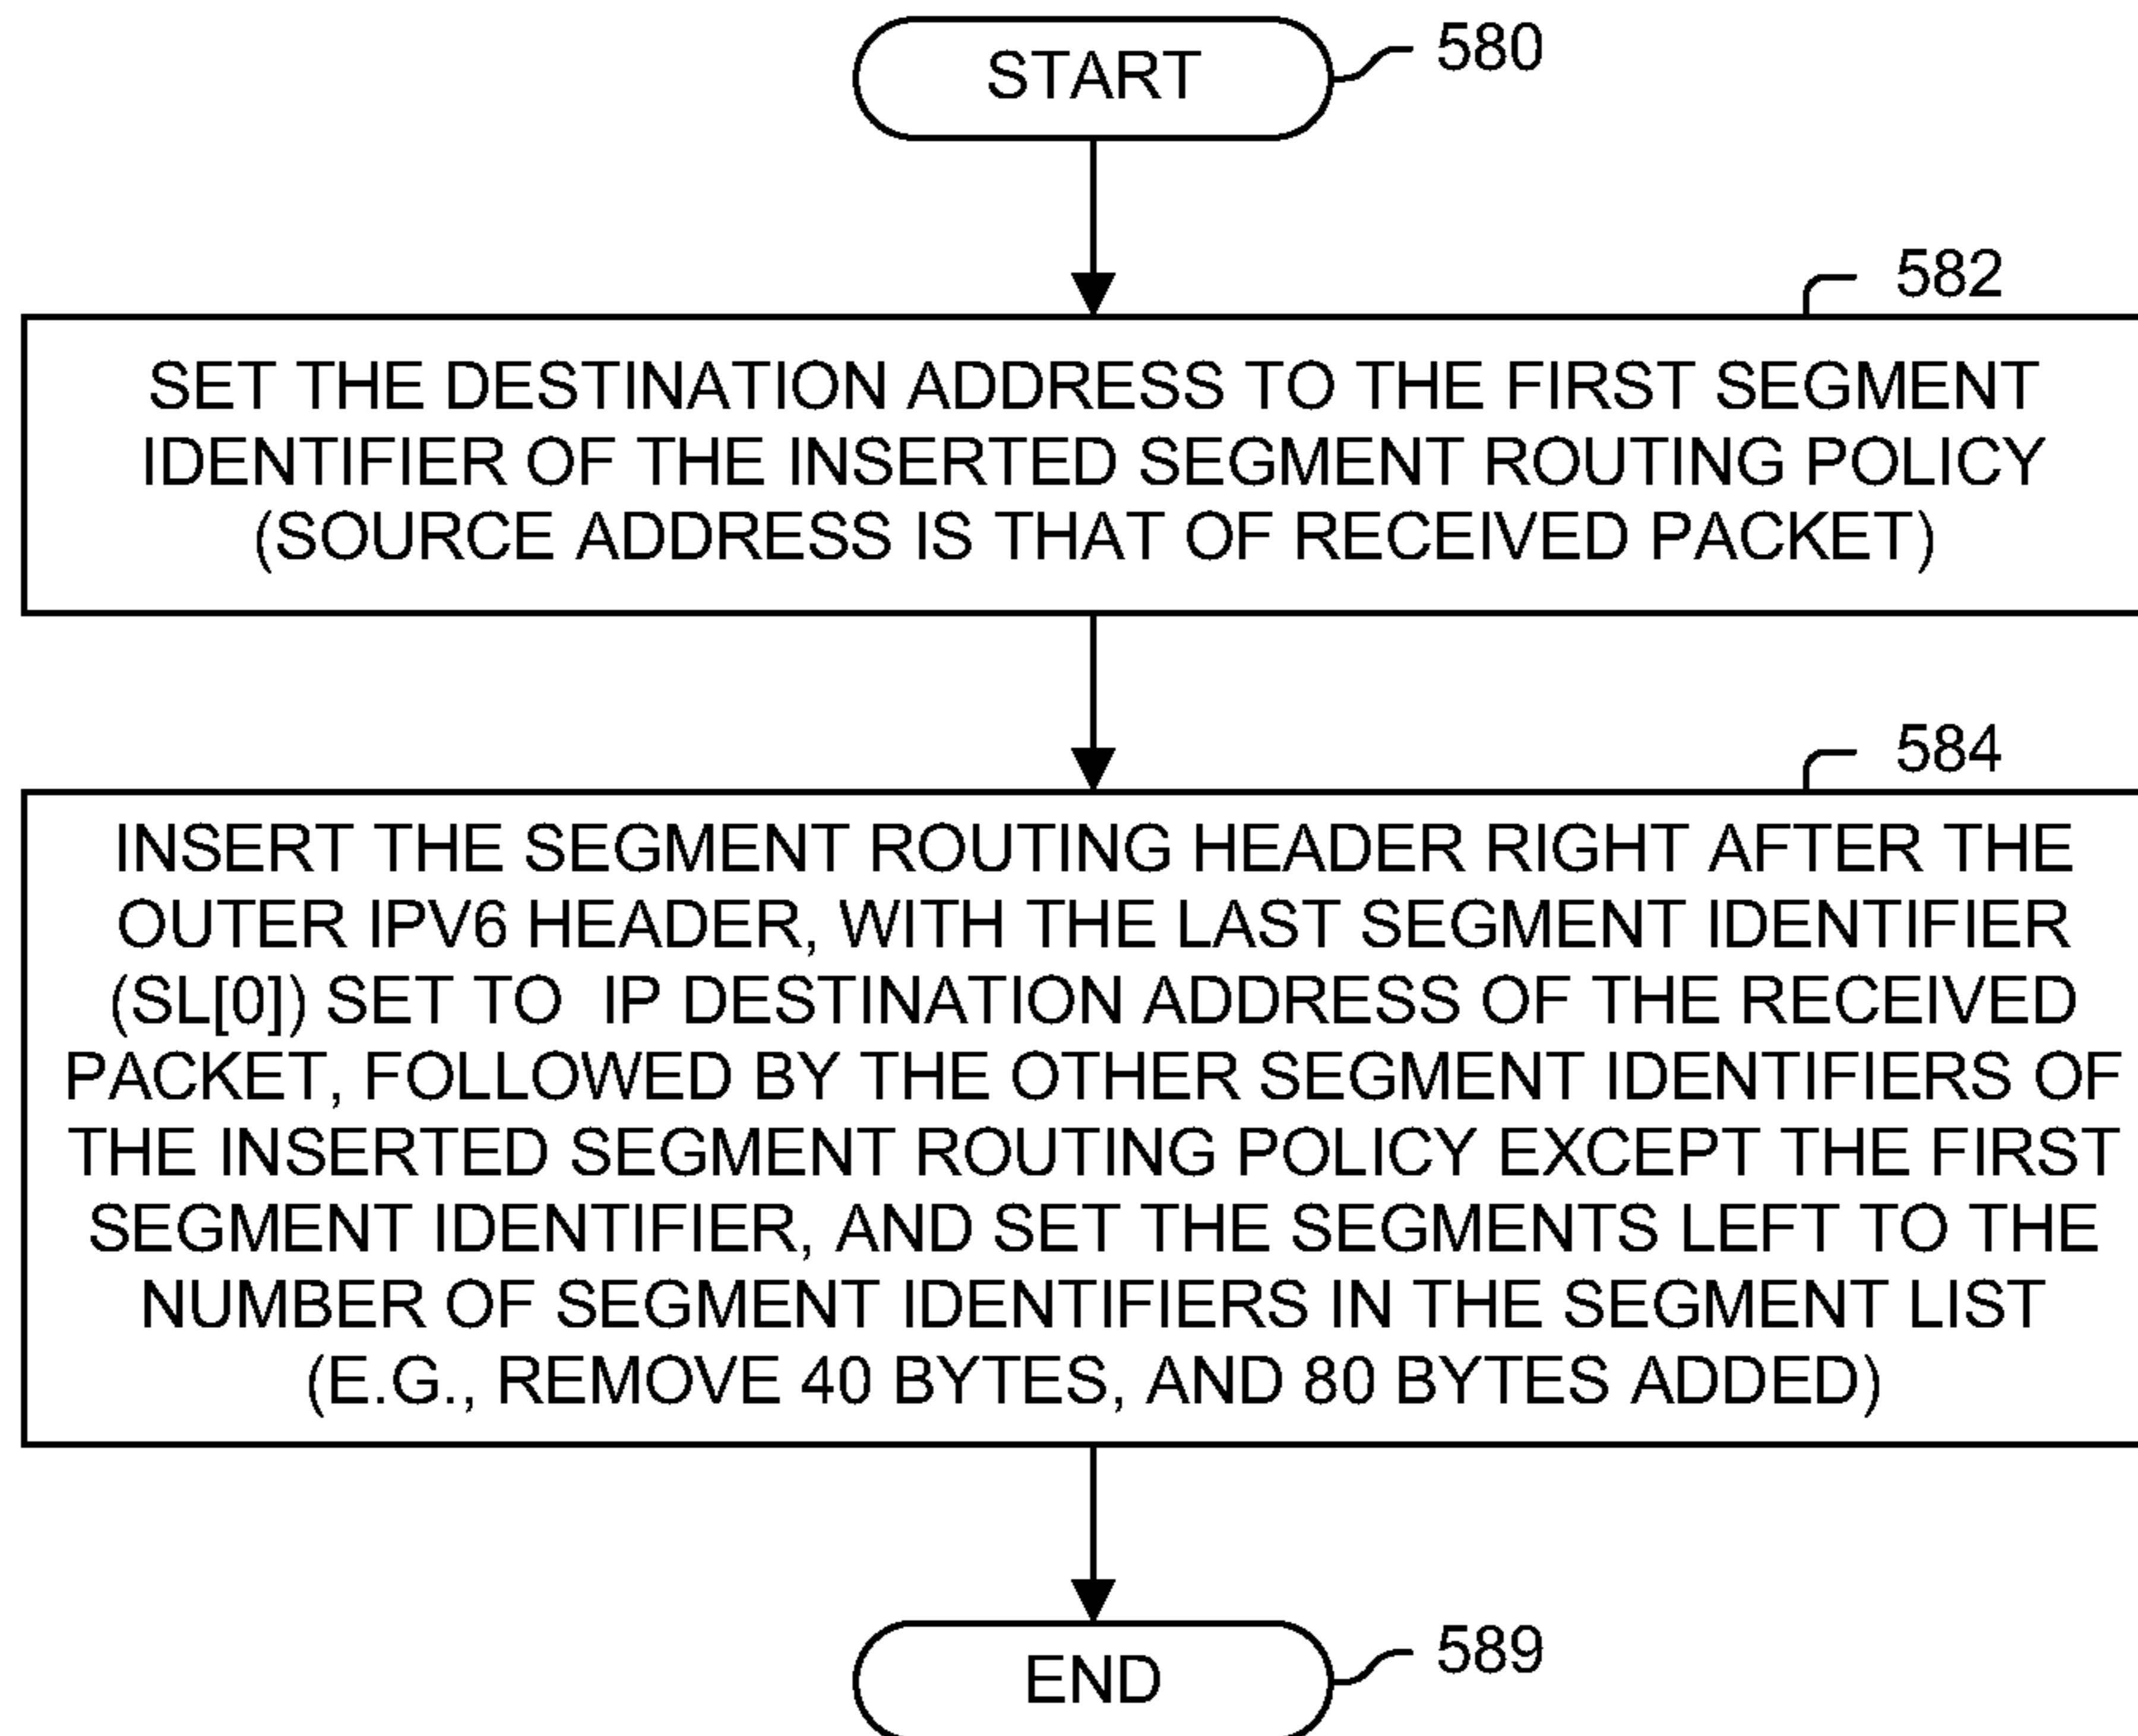 START
580
582
SET THE DESTINATION ADDRESS TO THE FIRST SEGMENT
IDENTIFIER OF THE INSERTED SEGMENT ROUTING POLICY
(SOURCE ADDRESS IS THAT OF RECEIVED PACKET)
584
INSERT THE SEGMENT ROUTING HEADER RIGHT AFTER THE
OUTER IPV6 HEADER, WITH THE LAST SEGMENT IDENTIFIER
(SL[0]) SET TO IP DESTINATION ADDRESS OF THE RECEIVED
PACKET, FOLLOWED BY THE OTHER SEGMENT IDENTIFIERS OF
THE INSERTED SEGMENT ROUTING POLICY EXCEPT THE FIRST
SEGMENT IDENTIFIER, AND SET THE SEGMENTS LEFT TO THE
NUMBER OF SEGMENT IDENTIFIERS IN THE SEGMENT LIST
(E.G., REMOVE 40 BYTES, AND 80 BYTES ADDED)
END
589